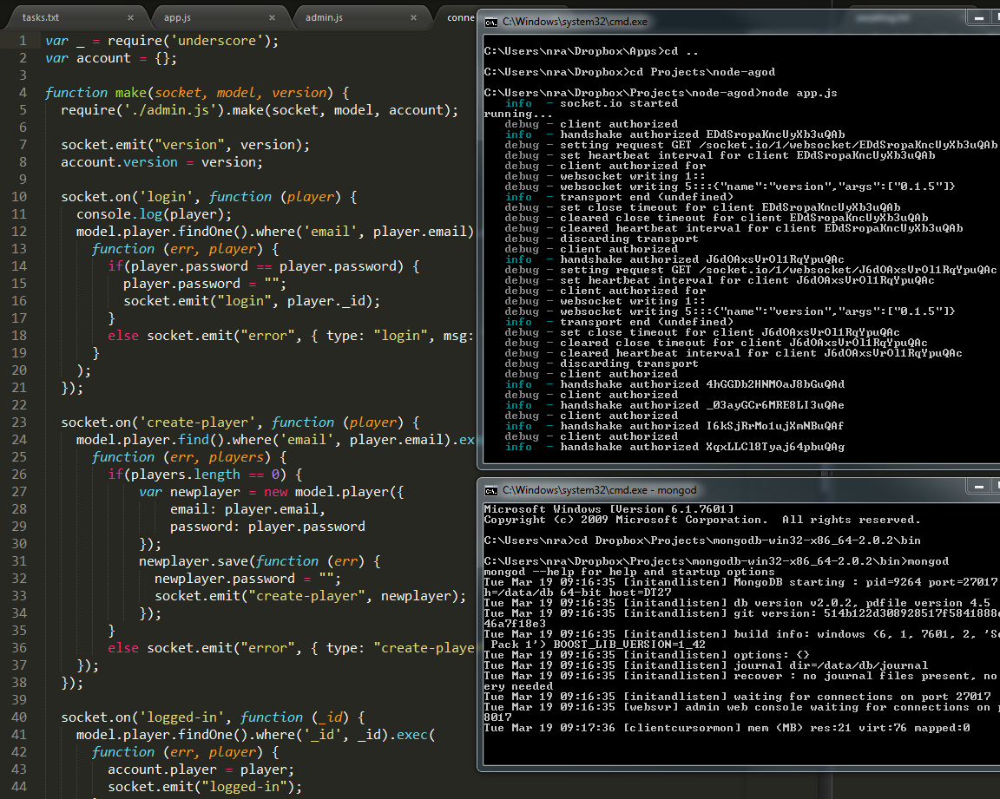 tasks.txt × app.js × admin.js × conne
1 var _ = require('underscore');
2 var account = {};
3
4 function make(socket, model, version) {
5 require('./admin.js').make(socket, model, account);
6
7 socket.emit("version", version);
8 account.version = version;
9
10 socket.on('login', function (player) {
11 console.log(player);
12 model.player.findOne().where('email', player.email)
13 function (err, player) {
14 if(player.password == player.password) {
15 player.password = "";
16 socket.emit("login", player._id);
17 }
18 else socket.emit("error", { type: "login", msg:
19 }
20 );
21 });
22
23 socket.on('create-player', function (player) {
24 model.player.find().where('email', player.email).ex
25 function (err, players) {
26 if(players.length == 0) {
27 var newplayer = new model.player({
28 email: player.email,
29 password: player.password
30 });
31 newplayer.save(function (err) {
32 newplayer.password = "";
33 socket.emit("create-player", newplayer);
34 });
35 }
36 else socket.emit("error", { type: "create-playe
37 });
38 });
39
40 socket.on('logged-in', function (_id) {
41 model.player.findOne().where('_id', _id).exec(
42 function (err, player) {
43 account.player = player;
44 socket.emit("logged-in");
C:\Windows\system32\cmd.exe
C:\Users\nra\Dropbox\Apps>cd ..
C:\Users\nra\Dropbox>cd Projects\node-agod
C:\Users\nra\Dropbox\Projects\node-agod>node app.js
info - socket.io started
running...
debug - client authorized
info - handshake authorized EDdSropaKncUyXb3uQAb
debug - setting request GET /socket.io/1/websocket/EDdSropaKncUyXb3uQAb
debug - set heartbeat interval for client EDdSropaKncUyXb3uQAb
debug - client authorized for
debug - websocket writing 1::
debug - websocket writing 5:::{"name":"version","args":["0.1.5"]}
info - transport end (undefined)
debug - set close timeout for client EDdSropaKncUyXb3uQAb
debug - cleared close timeout for client EDdSropaKncUyXb3uQAb
debug - cleared heartbeat interval for client EDdSropaKncUyXb3uQAb
debug - discarding transport
debug - client authorized
info - handshake authorized J6dOAxsVrOl1RqYpuQAc
debug - setting request GET /socket.io/1/websocket/J6dOAxsVrOl1RqYpuQAc
debug - set heartbeat interval for client J6dOAxsVrOl1RqYpuQAc
debug - client authorized for
debug - websocket writing 1::
debug - websocket writing 5:::{"name":"version","args":["0.1.5"]}
info - transport end (undefined)
debug - set close timeout for client J6dOAxsVrOl1RqYpuQAc
debug - cleared close timeout for client J6dOAxsVrOl1RqYpuQAc
debug - cleared heartbeat interval for client J6dOAxsVrOl1RqYpuQAc
debug - discarding transport
debug - client authorized
info - handshake authorized 4hGGDb2HNMOaJ8bGuQAd
debug - client authorized
info - handshake authorized _03ayGCr6MRE8LI3uQAe
debug - client authorized
info - handshake authorized I6kSjRrMo1ujXmNBuQAf
debug - client authorized
info - handshake authorized XqxLLCl8Tyaj64pbuQAg
C:\Windows\system32\cmd.exe - mongod
Microsoft Windows [Version 6.1.7601]
Copyright (c) 2009 Microsoft Corporation. All rights reserved.
C:\Users\nra>cd Dropbox\Projects\mongodb-win32-x86_64-2.0.2\bin
C:\Users\nra\Dropbox\Projects\mongodb-win32-x86_64-2.0.2\bin>mongod
mongod --help for help and startup options
Tue Mar 19 09:16:35 [initandlisten] MongoDB starting : pid=9264 port=27017
h=/data/db 64-bit host=DT27
Tue Mar 19 09:16:35 [initandlisten] db version v2.0.2, pdfile version 4.5
Tue Mar 19 09:16:35 [initandlisten] git version: 514b122d308928517f5841888
46a7f18e3
Tue Mar 19 09:16:35 [initandlisten] build info: windows (6, 1, 7601, 2, 'Se
Pack 1') BOOST_LIB_VERSION=1_42
Tue Mar 19 09:16:35 [initandlisten] options: {}
Tue Mar 19 09:16:35 [initandlisten] journal dir=/data/db/journal
Tue Mar 19 09:16:35 [initandlisten] recover : no journal files present, no
ery needed
Tue Mar 19 09:16:35 [initandlisten] waiting for connections on port 27017
Tue Mar 19 09:16:35 [websvr] admin web console waiting for connections on p
8017
Tue Mar 19 09:17:36 [clientcursormon] mem (MB) res:21 virt:76 mapped:0